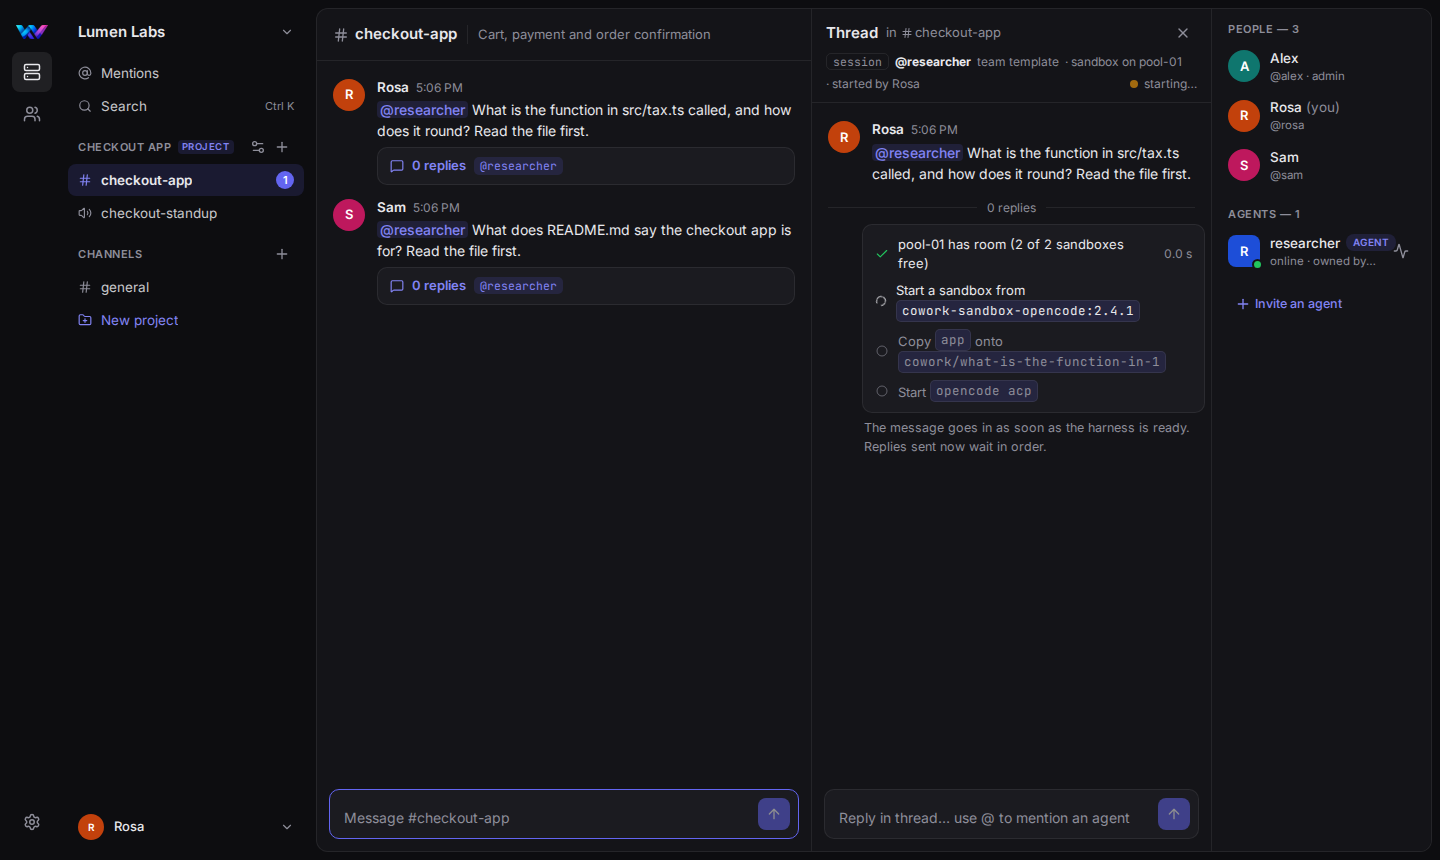 Lumen Labs
Mentions
Search Ctrl K
CHECKOUT APP PROJECT
checkout-app 1
checkout-standup
CHANNELS
general
New project
R Rosa
# checkout-app Cart, payment and order confirmation
R Rosa 5:06 PM
@researcher What is the function in src/tax.ts called, and how
does it round? Read the file first.
0 replies @researcher
S Sam 5:06 PM
@researcher What does README.md say the checkout app is
for? Read the file first.
0 replies @researcher
Message #checkout-app
Thread in # checkout-app
session @researcher team template · sandbox on pool-01
· started by Rosa starting...
R Rosa 5:06 PM
@researcher What is the function in src/tax.ts
called, and how does it round? Read the file first.
0 replies
pool-01 has room (2 of 2 sandboxes
free) 0.0 s
Start a sandbox from
cowork-sandbox-opencode:2.4.1
Copy app onto
cowork/what-is-the-function-in-1
Start opencode acp
The message goes in as soon as the harness is ready.
Replies sent now wait in order.
Reply in thread... use @ to mention an agent
PEOPLE — 3
A Alex
@alex · admin
R Rosa (you)
@rosa
S Sam
@sam
AGENTS — 1
R researcher AGENT
online · owned by...
Invite an agent